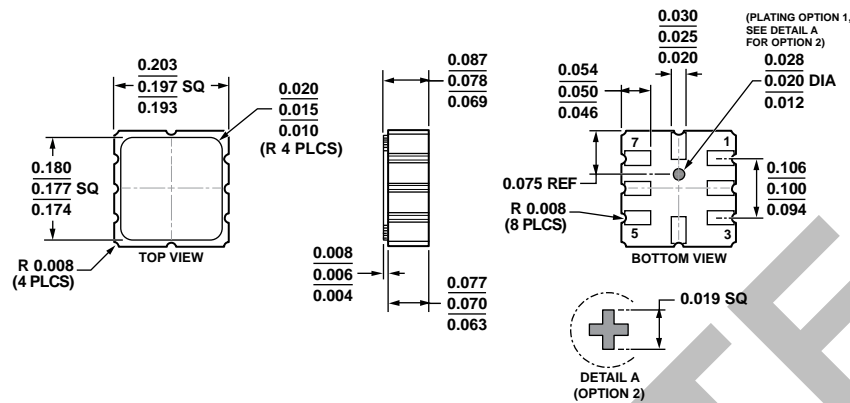 0.203
0.197 SQ
0.193
0.020
0.015
0.010
(R 4 PLCS)
0.180
0.177 SQ
0.174
R 0.008
(4 PLCS)
TOP VIEW
0.087
0.078
0.069
0.008
0.006
0.004
0.077
0.070
0.063
0.030
0.025
0.020
(PLATING OPTION 1,
SEE DETAIL A
FOR OPTION 2)
0.054
0.050
0.046
0.028
0.020 DIA
0.012
7
1
0.075 REF
0.106
0.100
0.094
R 0.008
(8 PLCS)
5
3
BOTTOM VIEW
0.019 SQ
DETAIL A
(OPTION 2)